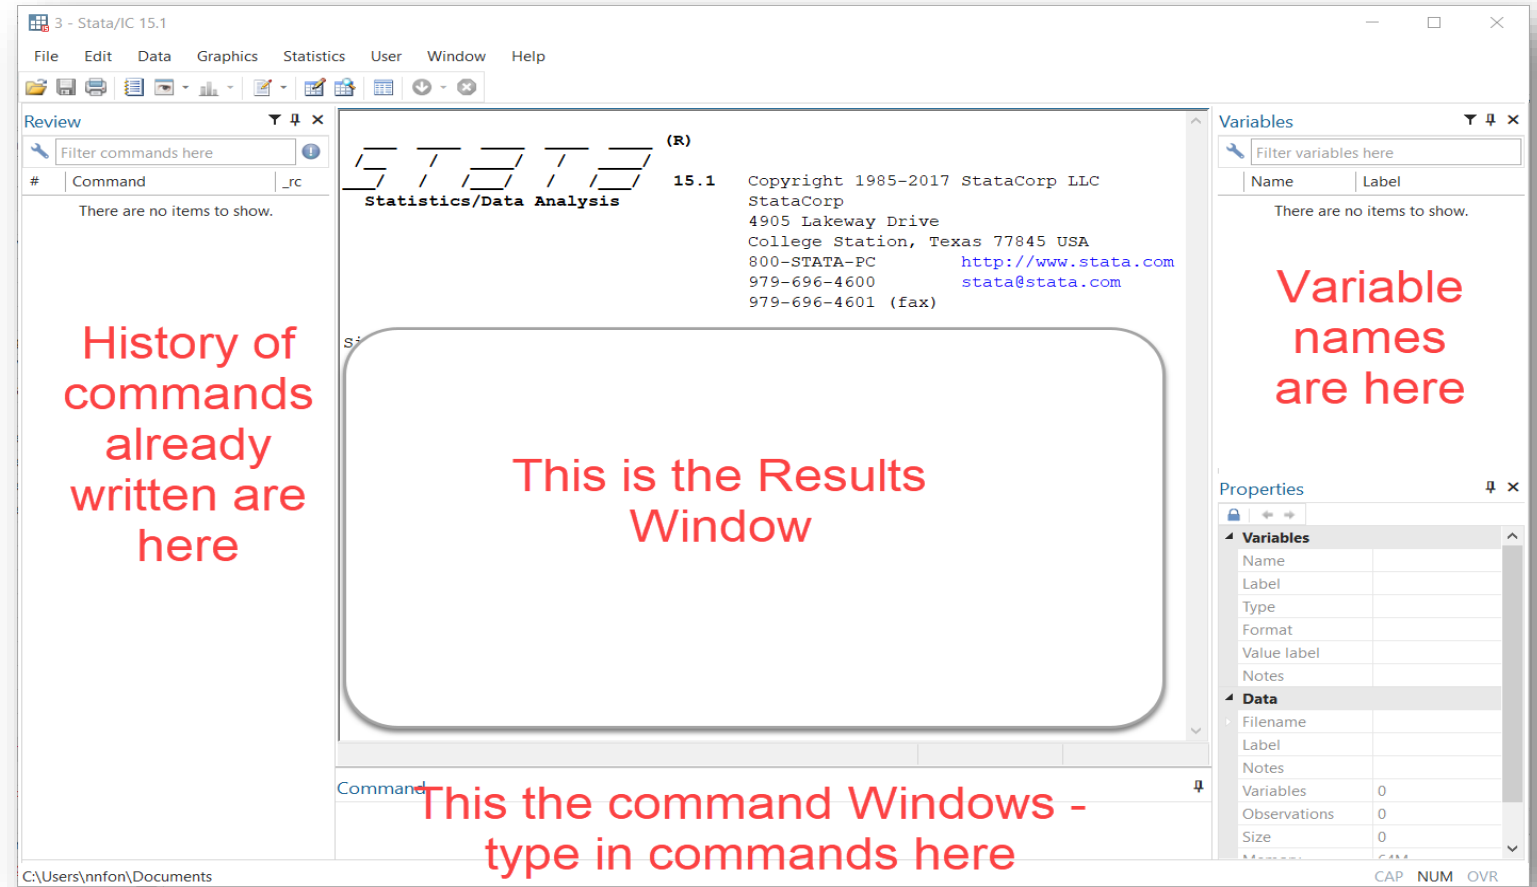 3 - Stata/IC 15.1
File Edit Data Graphics Statistics User Window Help
Review
Filter commands here
# Command _rc
There are no items to show.
History of
commands
already
written are
here
(R)
stata
15.1 Copyright 1985-2017 StataCorp LLC
Statistics/Data Analysis StataCorp
4905 Lakeway Drive
College Station, Texas 77845 USA
800-STATA-PC http://www.stata.com
979-696-4600 stata@stata.com
979-696-4601 (fax)
This is the Results
Window
Command
This the command Windows -
type in commands here
Variables
Filter variables here
Name Label
There are no items to show.
Variable
names
are here
Properties
Variables
Name
Label
Type
Format
Value label
Notes
Data
Filename
Label
Notes
Variables 0
Observations 0
Size 0
C:\Users\nnfon\Documents
CAP NUM OVR